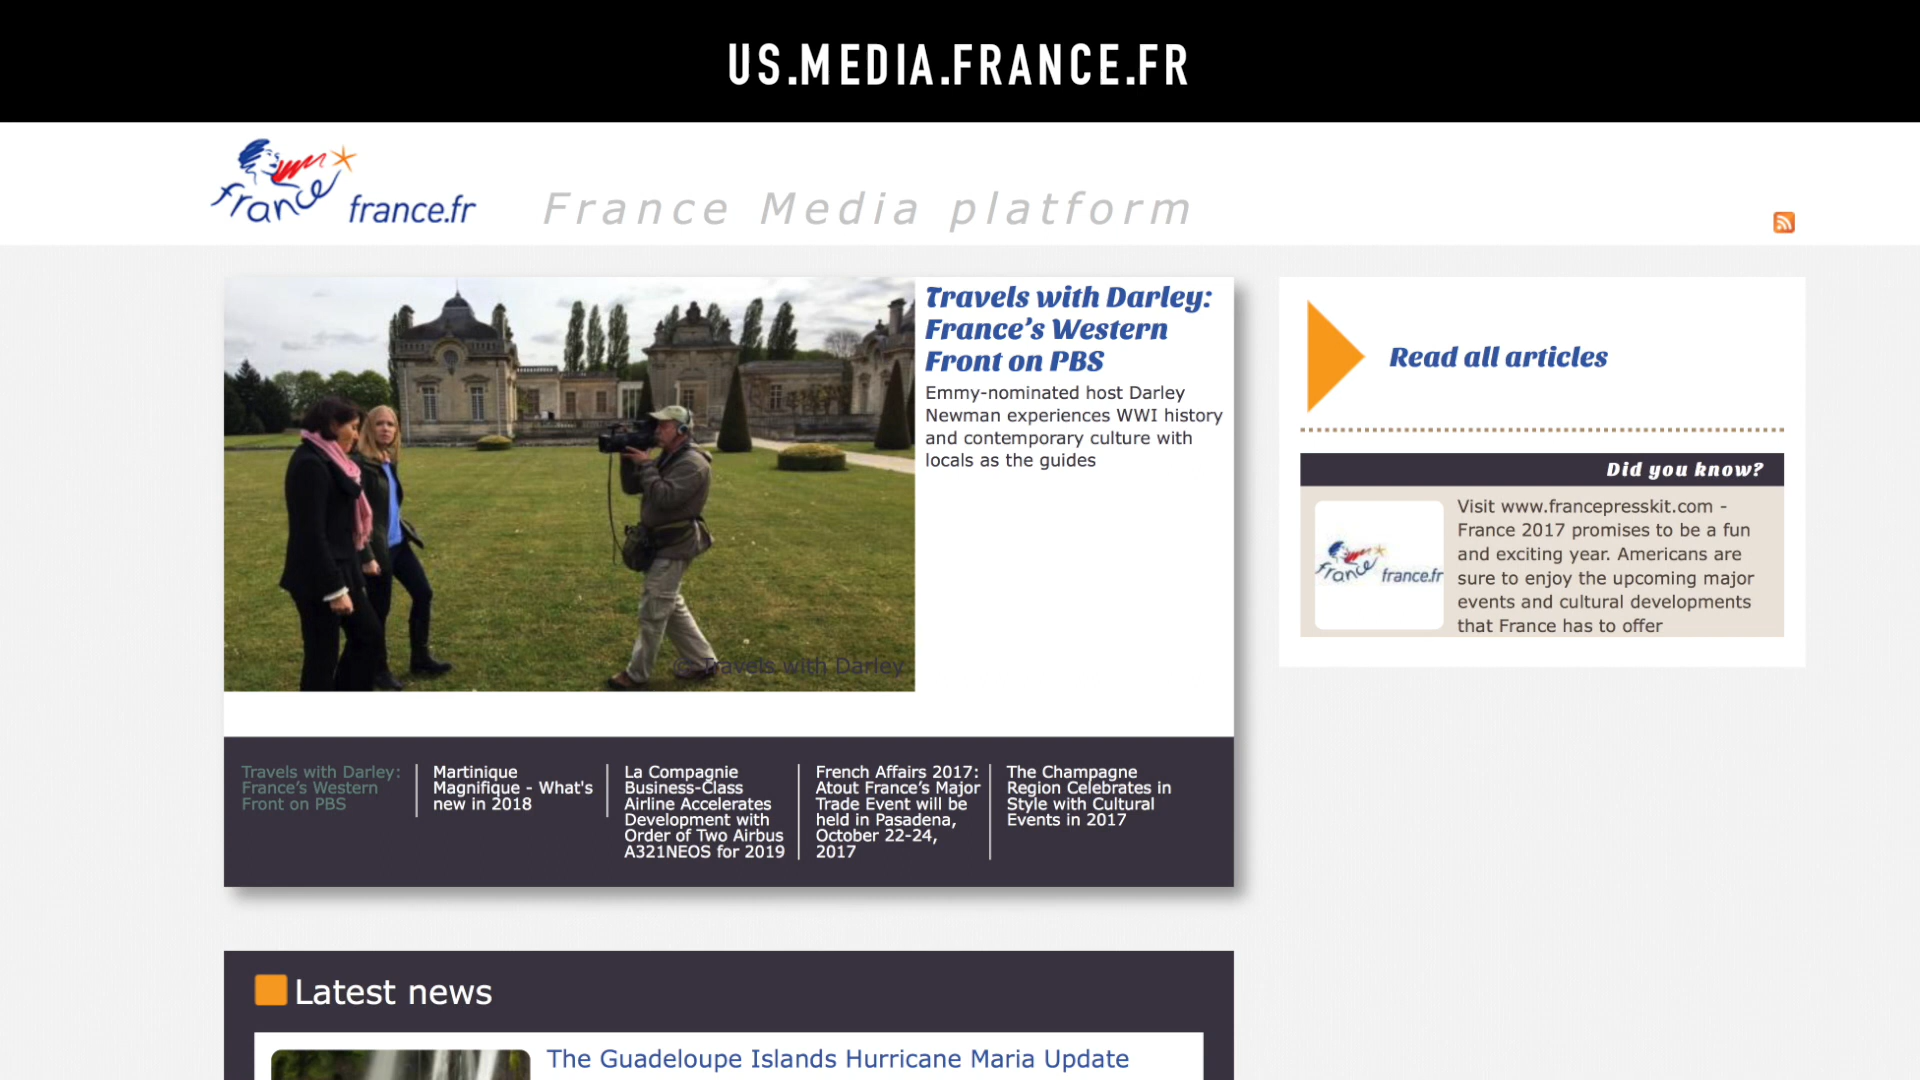 US.MEDIA.FRANCE.FR
france
france.fr
France Media platform
© Travels with Darley
Travels with Darley:
France’s Western
Front on PBS
Emmy-nominated host Darley
Newman experiences WWI history
and contemporary culture with
locals as the guides
Read all articles
Did you know?
france
france.fr
Visit www.francepresskit.com -
France 2017 promises to be a fun
and exciting year. Americans are
sure to enjoy the upcoming major
events and cultural developments
that France has to offer
Travels with Darley:
France’s Western
Front on PBS
Martinique
Magnifique - What's
new in 2018
La Compagnie
Business-Class
Airline Accelerates
Development with
Order of Two Airbus
A321NEOS for 2019
French Affairs 2017:
Atout France’s Major
Trade Event will be
held in Pasadena,
October 22-24,
2017
The Champagne
Region Celebrates in
Style with Cultural
Events in 2017
Latest news
The Guadeloupe Islands Hurricane Maria Update